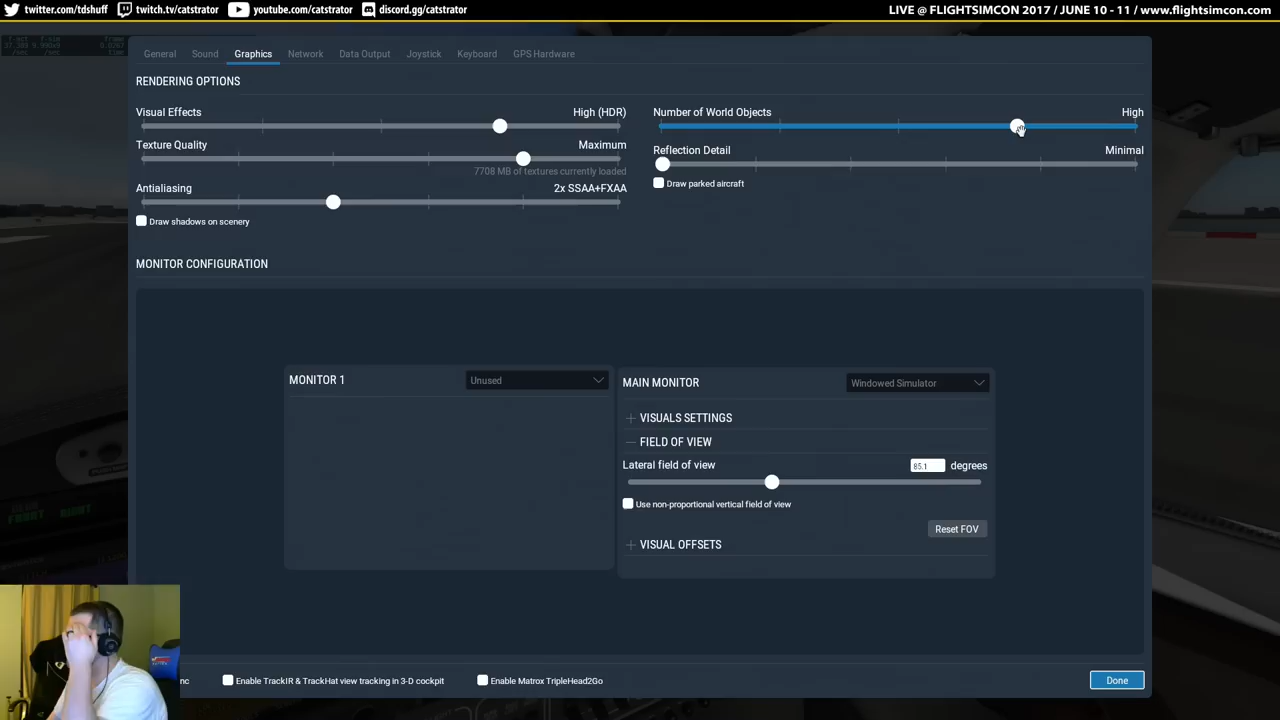 twitter.com/tdshuff twitch.tv/catstrator youtube.com/catstrator discord.gg/catstrator LIVE @ FLIGHTSIMCON 2017 / JUNE 10 - 11 / www.flightsimcon.com
General Sound Graphics Network Data Output Joystick Keyboard GPS Hardware
RENDERING OPTIONS
Visual Effects High (HDR)
Texture Quality Maximum
7708 MB of textures currently loaded
Antialiasing 2x SSAA+FXAA
Draw shadows on scenery
Number of World Objects High
Reflection Detail Minimal
Draw parked aircraft
MONITOR CONFIGURATION
MONITOR 1 Unused
MAIN MONITOR Windowed Simulator
VISUALS SETTINGS
FIELD OF VIEW
Lateral field of view 85.1 degrees
Use non-proportional vertical field of view
Reset FOV
VISUAL OFFSETS
nc Enable TrackIR & TrackHat view tracking in 3-D cockpit Enable Matrox TripleHead2Go
Done